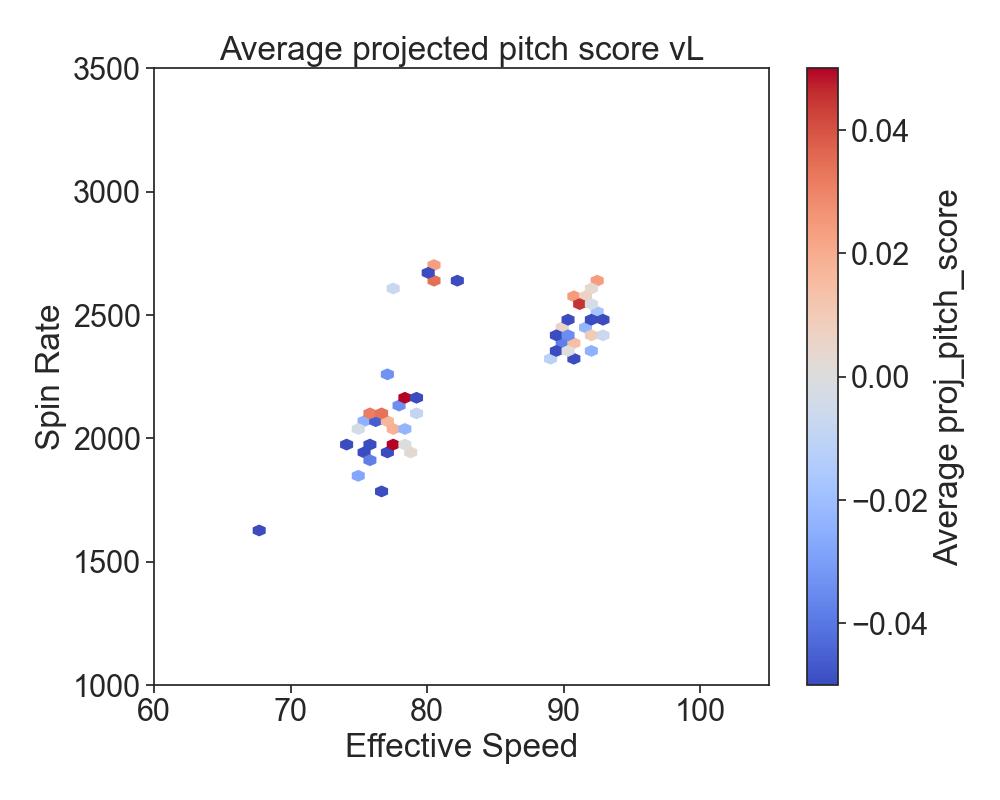 Average projected pitch score vL
3500
3000
2500
2000
1500
1000
Spin Rate
60 70 80 90 100
Effective Speed
0.04
0.02
0.00
−0.02
−0.04
Average proj_pitch_score